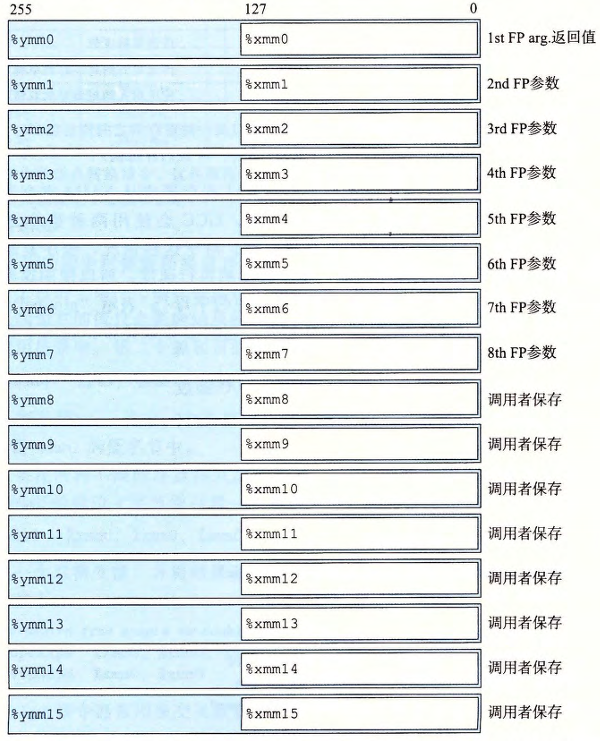 255 127 0
%ymm0 %xmm0 1st FP arg.返回值
%ymm1 %xmm1 2nd FP参数
%ymm2 %xmm2 3rd FP参数
%ymm3 %xmm3 4th FP参数
%ymm4 %xmm4 5th FP参数
%ymm5 %xmm5 6th FP参数
%ymm6 %xmm6 7th FP参数
%ymm7 %xmm7 8th FP参数
%ymm8 %xmm8 调用者保存
%ymm9 %xmm9 调用者保存
%ymm10 %xmm10 调用者保存
%ymm11 %xmm11 调用者保存
%ymm12 %xmm12 调用者保存
%ymm13 %xmm13 调用者保存
%ymm14 %xmm14 调用者保存
%ymm15 %xmm15 调用者保存